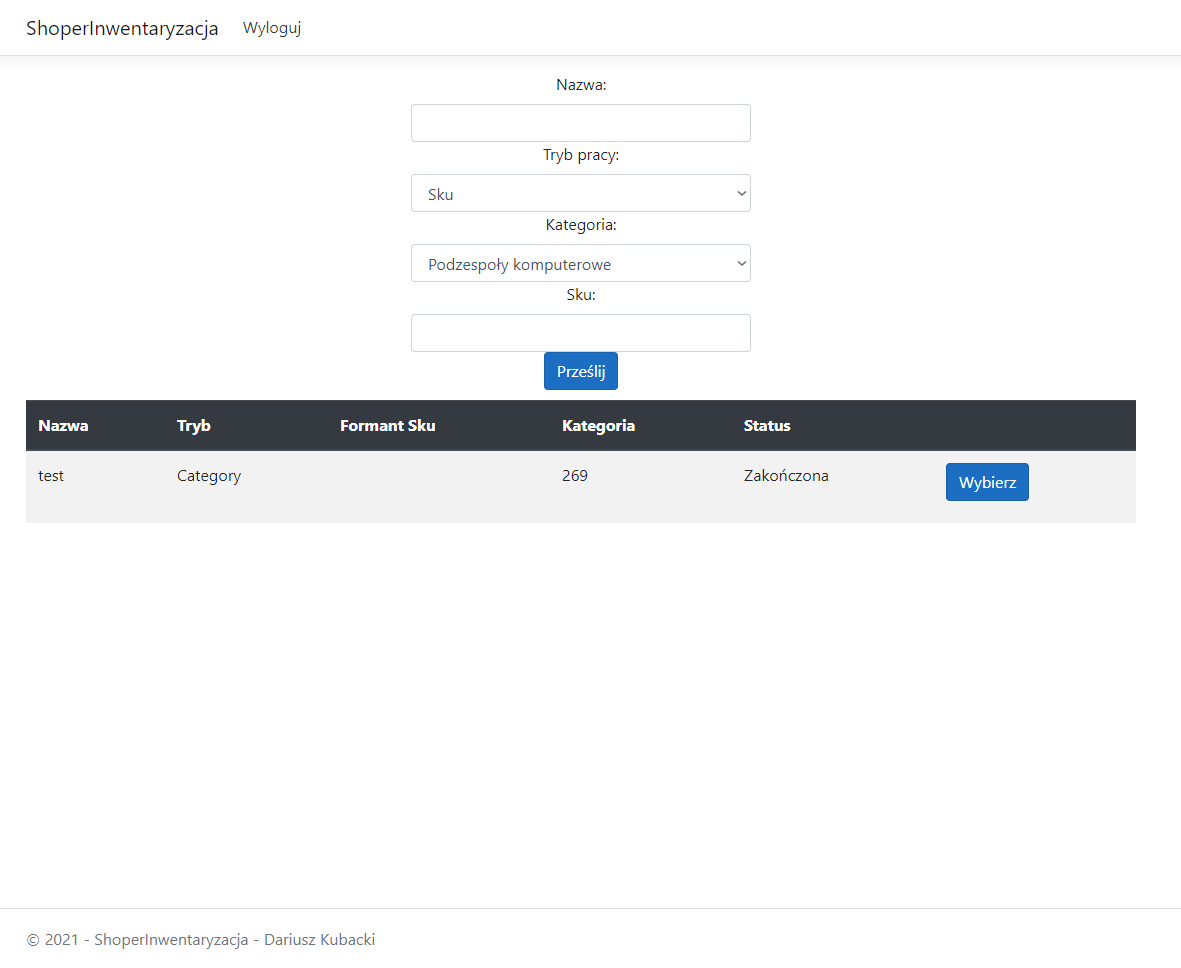 ShoperInwentaryzacja Wyloguj
Nazwa:
Tryb pracy:
Sku
Kategoria:
Podzespoły komputerowe
Sku:
Prześlij
Nazwa Tryb Formant Sku Kategoria Status
test Category 269 Zakończona Wybierz
© 2021 - ShoperInwentaryzacja - Dariusz Kubacki